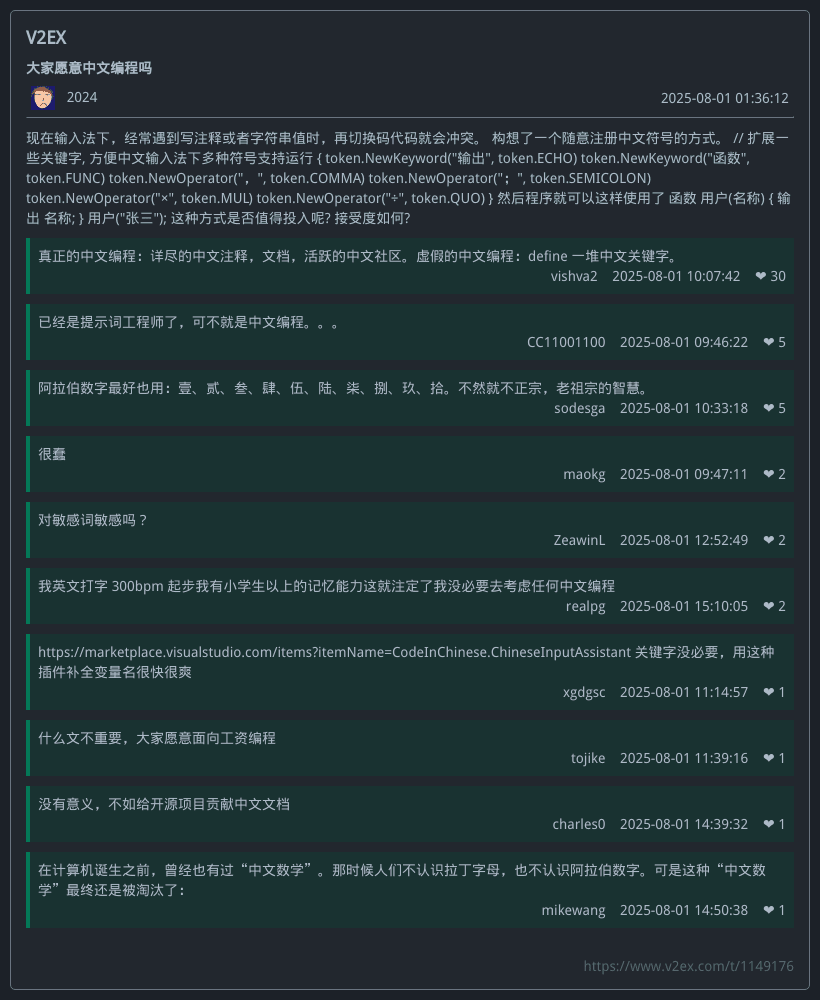 V2EX
大家愿意中文编程吗
2024
2025-08-01 01:36:12
现在输入法下，经常遇到写注释或者字符串值时，再切换码代码就会冲突。 构想了一个随意注册中文符号的方式。 // 扩展一
些关键字, 方便中文输入法下多种符号支持运行 { token.NewKeyword("输出", token.ECHO) token.NewKeyword("函数",
token.FUNC) token.NewOperator("，", token.COMMA) token.NewOperator("；", token.SEMICOLON)
token.NewOperator("×", token.MUL) token.NewOperator("÷", token.QUO) } 然后程序就可以这样使用了 函数 用户(名称) { 输
出 名称; } 用户("张三"); 这种方式是否值得投入呢? 接受度如何?
真正的中文编程：详尽的中文注释，文档，活跃的中文社区。虚假的中文编程：define 一堆中文关键字。
vishva2 2025-08-01 10:07:42 ❤ 30
已经是提示词工程师了，可不就是中文编程。。。
CC11001100 2025-08-01 09:46:22 ❤ 5
阿拉伯数字最好也用：壹、贰、叁、肆、伍、陆、柒、捌、玖、拾。不然就不正宗，老祖宗的智慧。
sodesga 2025-08-01 10:33:18 ❤ 5
很蠢
maokg 2025-08-01 09:47:11 ❤ 2
对敏感词敏感吗？
ZeawinL 2025-08-01 12:52:49 ❤ 2
我英文打字 300bpm 起步我有小学生以上的记忆能力这就注定了我没必要去考虑任何中文编程
realpg 2025-08-01 15:10:05 ❤ 2
https://marketplace.visualstudio.com/items?itemName=CodeInChinese.ChineseInputAssistant 关键字没必要，用这种
插件补全变量名很快很爽
xgdgsc 2025-08-01 11:14:57 ❤ 1
什么文不重要，大家愿意面向工资编程
tojike 2025-08-01 11:39:16 ❤ 1
没有意义，不如给开源项目贡献中文文档
charles0 2025-08-01 14:39:32 ❤ 1
在计算机诞生之前，曾经也有过“中文数学”。那时候人们不认识拉丁字母，也不认识阿拉伯数字。可是这种“中文数
学”最终还是被淘汰了：
mikewang 2025-08-01 14:50:38 ❤ 1
https://www.v2ex.com/t/1149176